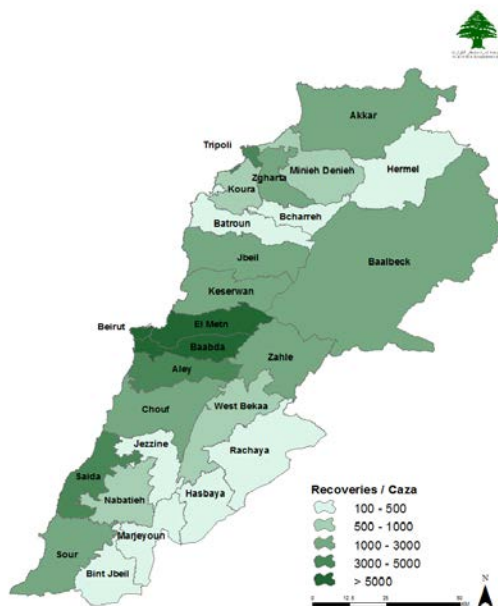 Akkar
Tripoli
Minieh Denieh
Zgharta
Hermel
Koura
Bcharreh
Batroun
Jbeil
Baalbeck
Keserwan
El Metn
Beirut
Baabda
Zahle
Aley
Chouf
West Bekaa
Jezzine
Rachaya
Saida
Hasbaya
Nabatieh
Marjeyoun
Sour
Bint Jbeil
Recoveries / Caza
100 - 500
500 - 1000
1000 - 3000
3000 - 5000
> 5000
N